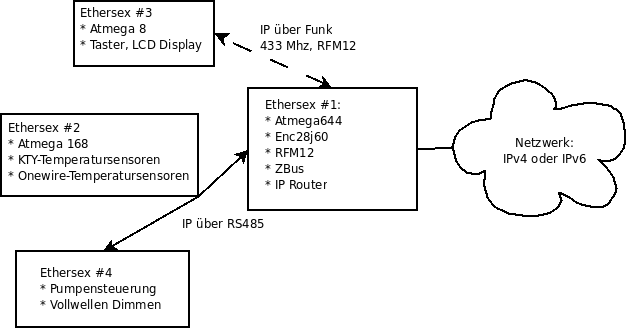 Ethersex #3
* Atmega 8
* Taster, LCD Display
IP über Funk
433 Mhz, RFM12
Ethersex #1:
* Atmega644
* Enc28j60
* RFM12
* ZBus
* IP Router
Ethersex #2
* Atmega 168
* KTY-Temperatursensoren
* Onewire-Temperatursensoren
Netzwerk:
IPv4 oder IPv6
IP über RS485
Ethersex #4
* Pumpensteuerung
* Vollwellen Dimmen